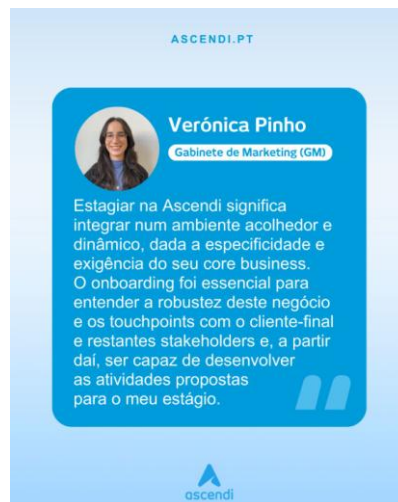 ASCENDI.PT
Verónica Pinho
Gabinete de Marketing (GM)
Estagiar na Ascendi significa
integrar num ambiente acolhedor e
dinâmico, dada a especificidade e
exigência do seu core business.
O onboarding foi essencial para
entender a robustez deste negócio
e os touchpoints com o cliente-final
e restantes stakeholders e, a partir
daí, ser capaz de desenvolver
as atividades propostas
para o meu estágio.
ascendi